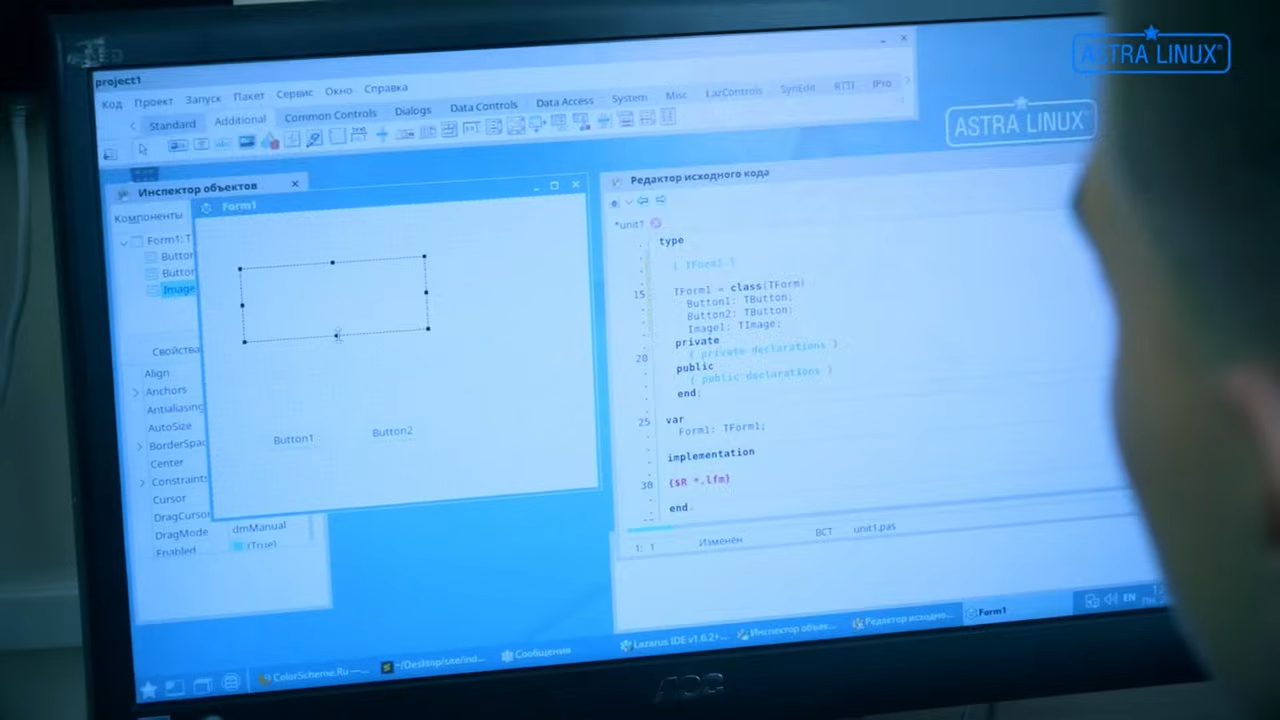 ASTRA LINUX®
project1
Код Проект Запуск Пакет Сервис Окно Справка
Standard Additional Common Controls Dialogs Data Controls Data Access System Misc LazControls SynEdit RTTI IPro
ASTRA LINUX®
Инспектор объектов
Компоненты
Form1: T
Button
Button
Image
Свойства
Align
Anchors
Antialiasing
AutoSize
BorderSpac
Center
Constraints
Cursor
DragCursor
DragMode dmManual
Enabled (True)
Form1
Button1 Button2
Редактор исходного кода
*unit1
type
{ TForm1 }
15 TForm1 = class(TForm)
Button1: TButton;
Button2: TButton;
Image1: TImage;
private
20 { private declarations }
public
{ public declarations }
end;
25 var
Form1: TForm1;
implementation
30 {$R *.lfm}
end.
1: 1 Изменён ВСТ unit1.pas
ColorScheme.Ru —... ~/Desktop/site/ind... Сообщения Lazarus IDE v1.6.2+... Инспектор объек... Редактор исходно... Form1 EN
AOC